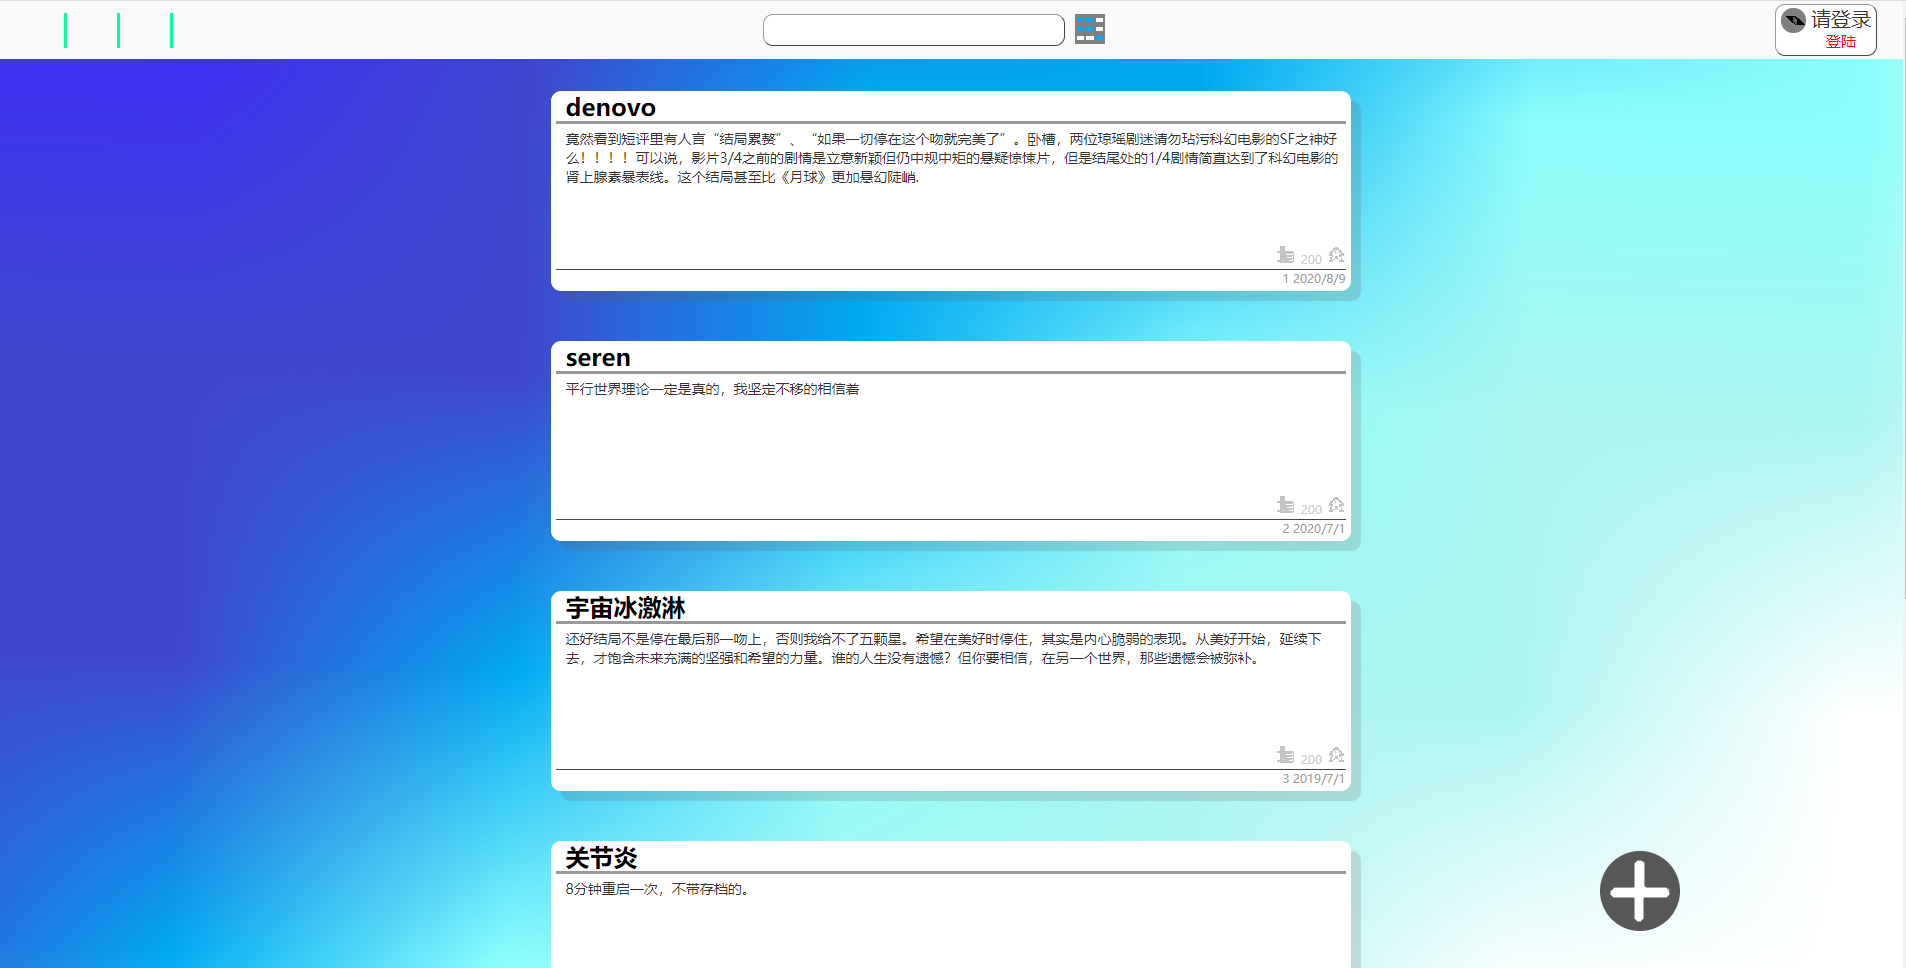 请登录
登陆
denovo
竟然看到短评里有人言“结局累赘”、“如果一切停在这个吻就完美了”。卧槽，两位琼瑶剧迷请勿玷污科幻电影的SF之神好
么！！！！可以说，影片3/4之前的剧情是立意新颖但仍中规中矩的悬疑惊悚片，但是结尾处的1/4剧情简直达到了科幻电影的
肾上腺素暴表线。这个结局甚至比《月球》更加悬幻陡峭.
200
1 2020/8/9
seren
平行世界理论一定是真的，我坚定不移的相信着
200
2 2020/7/1
宇宙冰激淋
还好结局不是停在最后那一吻上，否则我给不了五颗星。希望在美好时停住，其实是内心脆弱的表现。从美好开始，延续下
去，才饱含未来充满的坚强和希望的力量。谁的人生没有遗憾？但你要相信，在另一个世界，那些遗憾会被弥补。
200
3 2019/7/1
关节炎
8分钟重启一次，不带存档的。